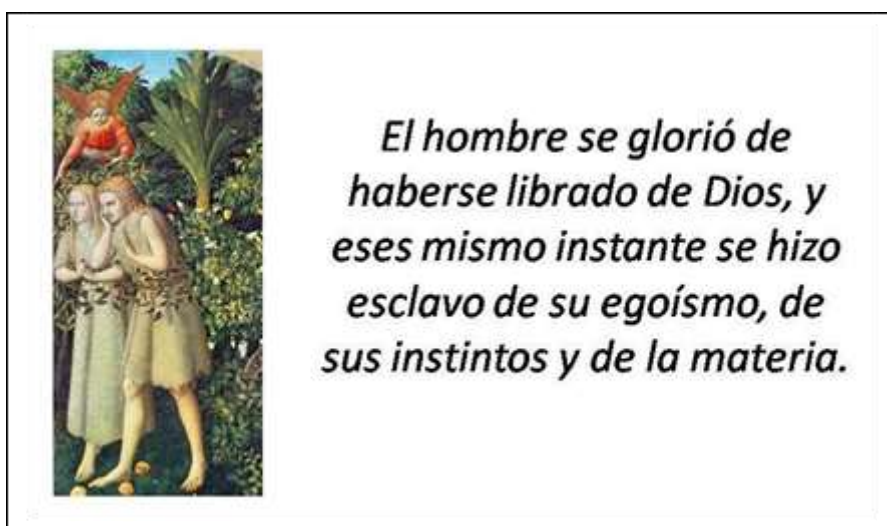 El hombre se glorió de
haberse librado de Dios, y
eses mismo instante se hizo
esclavo de su egoísmo, de
sus instintos y de la materia.